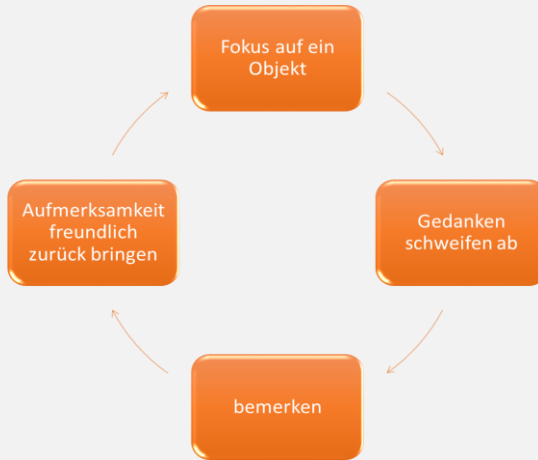 Fokus auf ein
Objekt
Gedanken
schweifen ab
bemerken
Aufmerksamkeit
freundlich
zurück bringen